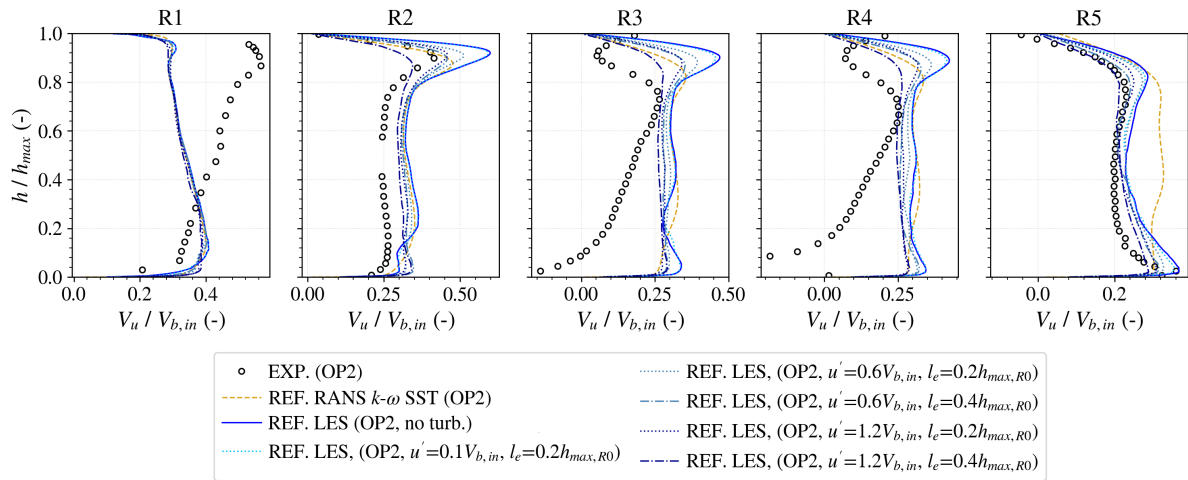 R1 R2 R3 R4 R5
1.0
0.8
0.6
0.4
0.2
0.0
h / h_max (-)
0.0 0.2 0.4
0.00 0.25 0.50
0.00 0.25 0.50
0.00 0.25
0.0 0.2
V_u / V_b,in (-) V_u / V_b,in (-) V_u / V_b,in (-) V_u / V_b,in (-) V_u / V_b,in (-)
EXP. (OP2)
REF. RANS k-ω SST (OP2)
REF. LES (OP2, no turb.)
REF. LES, (OP2, u′=0.1V_b,in, l_e=0.2h_max,R0)
REF. LES, (OP2, u′=0.6V_b,in, l_e=0.2h_max,R0)
REF. LES, (OP2, u′=0.6V_b,in, l_e=0.4h_max,R0)
REF. LES, (OP2, u′=1.2V_b,in, l_e=0.2h_max,R0)
REF. LES, (OP2, u′=1.2V_b,in, l_e=0.4h_max,R0)